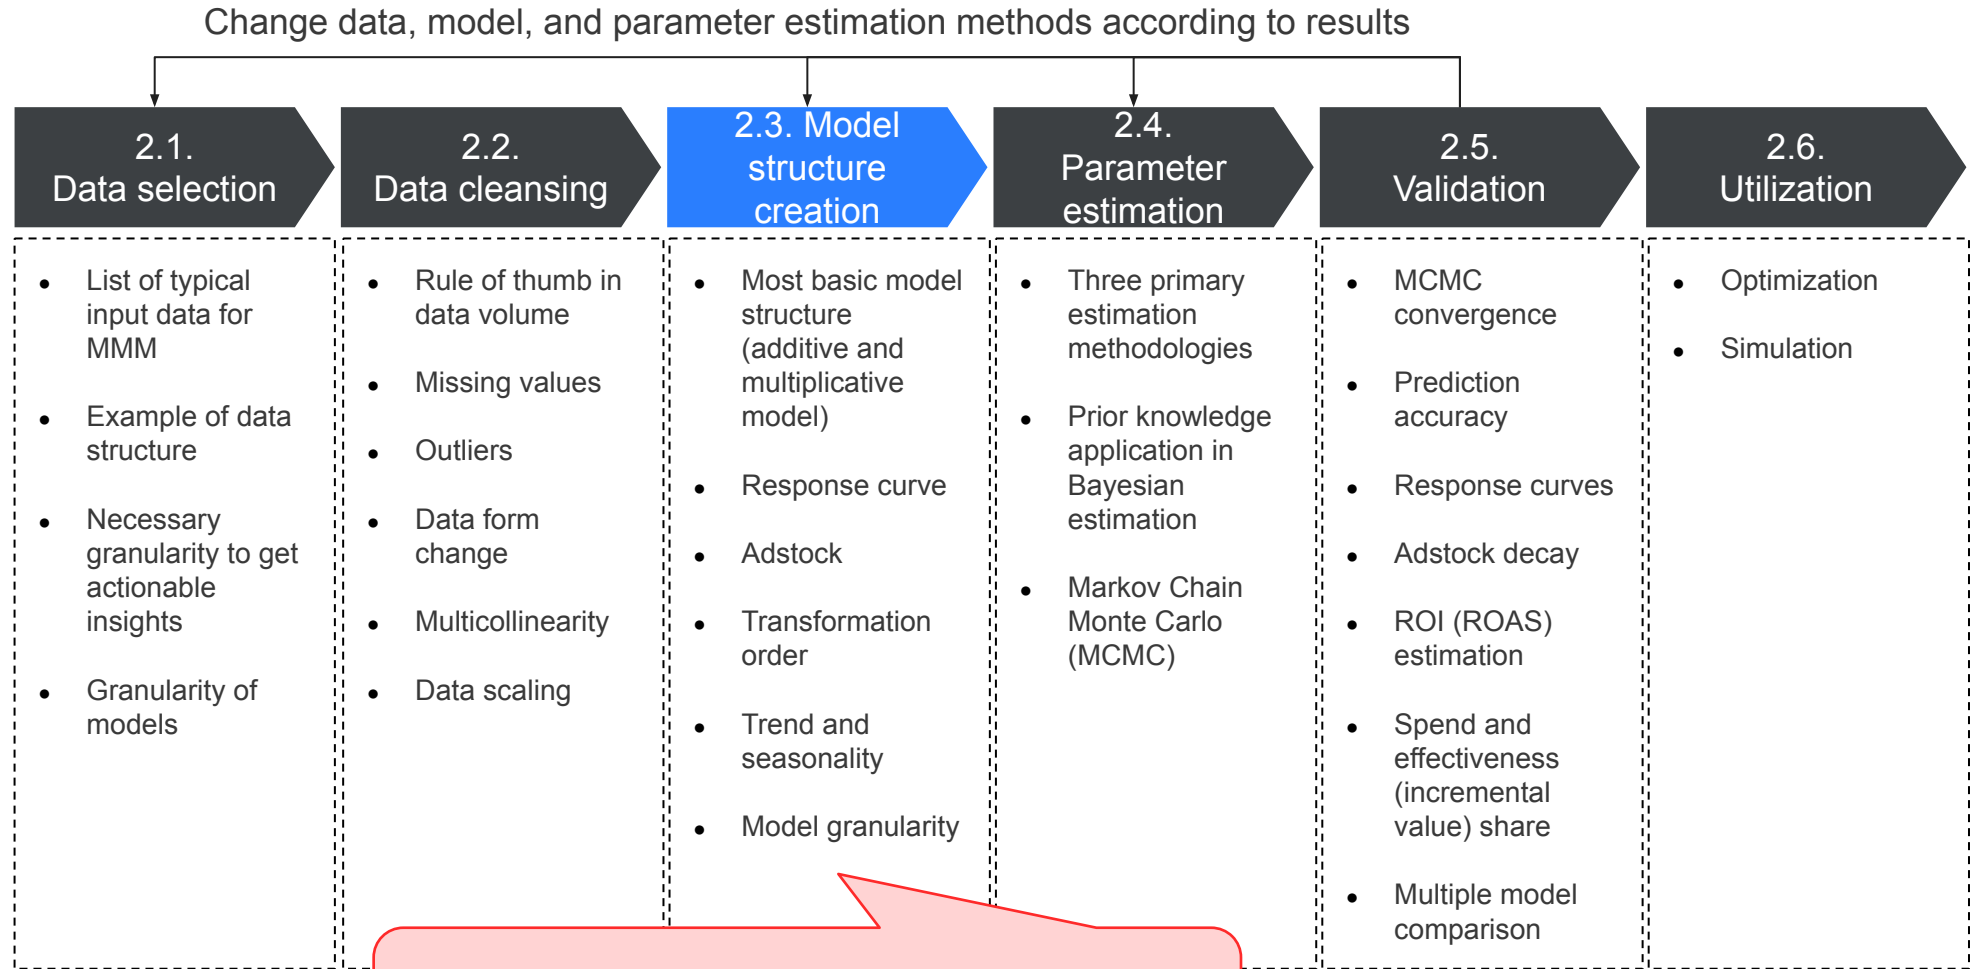 Change data, model, and parameter estimation methods according to results
2.1.
Data selection
2.2.
Data cleansing
2.3. Model
structure
creation
2.4.
Parameter
estimation
2.5.
Validation
2.6.
Utilization
● List of typical
input data for
MMM
● Example of data
structure
● Necessary
granularity to get
actionable
insights
● Granularity of
models
● Rule of thumb in
data volume
● Missing values
● Outliers
● Data form
change
● Multicollinearity
● Data scaling
● Most basic model
structure
(additive and
multiplicative
model)
● Response curve
● Adstock
● Transformation
order
● Trend and
seasonality
● Model granularity
● Three primary
estimation
methodologies
● Prior knowledge
application in
Bayesian
estimation
● Markov Chain
Monte Carlo
(MCMC)
● MCMC
convergence
● Prediction
accuracy
● Response curves
● Adstock decay
● ROI (ROAS)
estimation
● Spend and
effectiveness
(incremental
value) share
● Multiple model
comparison
● Optimization
● Simulation